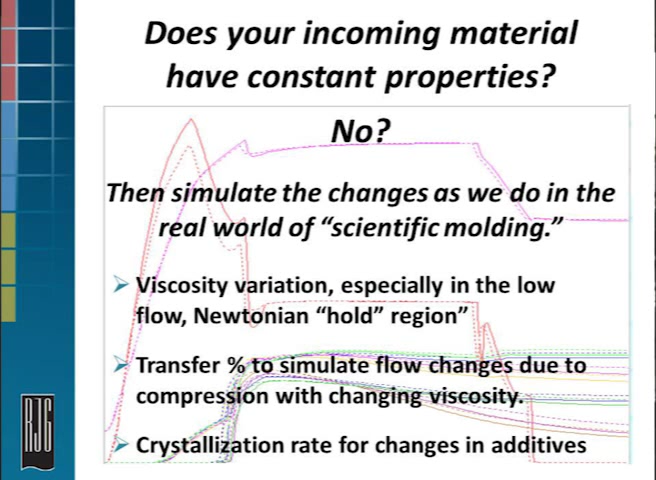 Does your incoming material
have constant properties?
No?
Then simulate the changes as we do in the
real world of “scientific molding.”
Viscosity variation, especially in the low
flow, Newtonian “hold” region”
Transfer % to simulate flow changes due to
compression with changing viscosity.
Crystallization rate for changes in additives
RJG